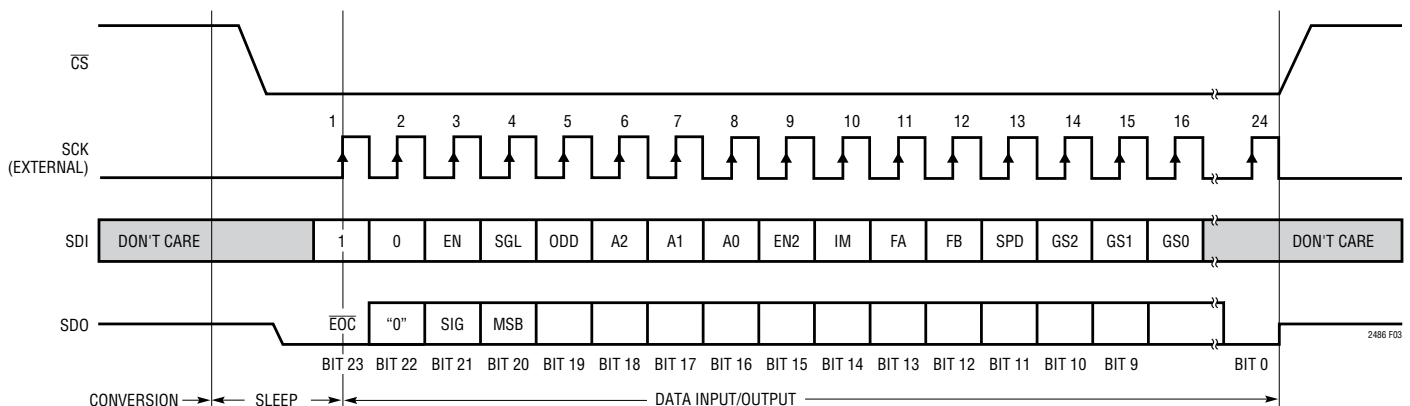 CS
1 2 3 4 5 6 7 8 9 10 11 12 13 14 15 16 24
SCK
(EXTERNAL)
SDI DON'T CARE 1 0 EN SGL ODD A2 A1 A0 EN2 IM FA FB SPD GS2 GS1 GS0 DON'T CARE
SDO EOC “0” SIG MSB
2486 F03
BIT 23 BIT 22 BIT 21 BIT 20 BIT 19 BIT 18 BIT 17 BIT 16 BIT 15 BIT 14 BIT 13 BIT 12 BIT 11 BIT 10 BIT 9 BIT 0
CONVERSION SLEEP DATA INPUT/OUTPUT